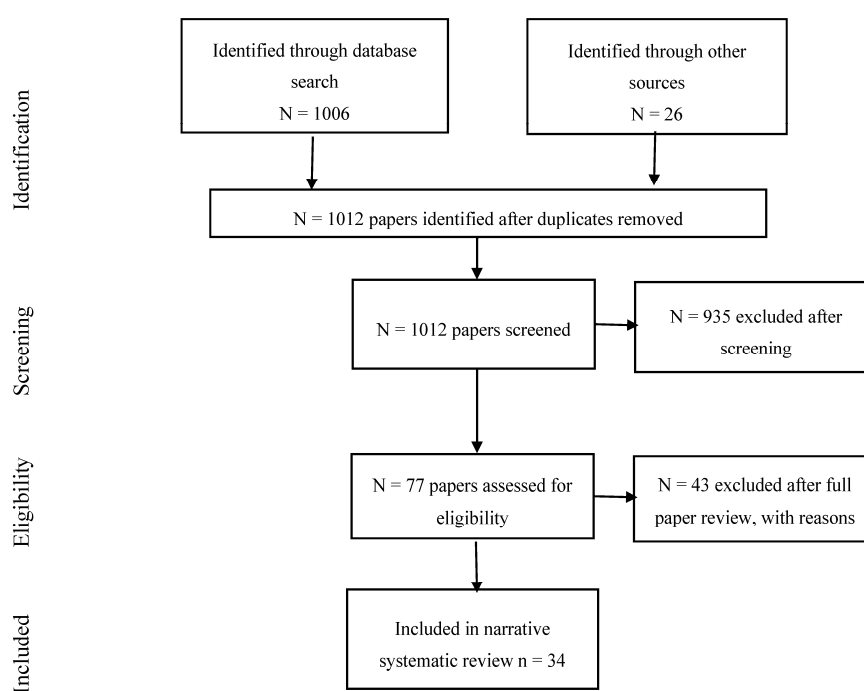 Identification
Identified through database
search
N = 1006
Identified through other
sources
N = 26
N = 1012 papers identified after duplicates removed
Screening
N = 1012 papers screened
N = 935 excluded after
screening
Eligibility
N = 77 papers assessed for
eligibility
N = 43 excluded after full
paper review, with reasons
Included
Included in narrative
systematic review n = 34